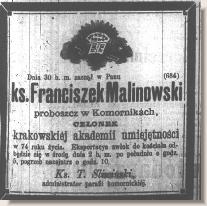 Dnia 30 b. m. zasnął w Panu (684)
ks. Franciszek Malinowski
proboszcz w Komornikach,
CZŁONEK
krakowskiej akademii umiejętności
w 74 roku życia. Eksportacya zwłok do kościoła od-
będzie się w środę, dnia 2 b. m. po południu o godz.
pogrzeb nazajutrz o godz. 10.
Ks. T.
administrator parafii komornickiej.